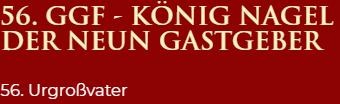 56. GGF - KÖNIG NAGEL
DER NEUN GASTGEBER
56. Urgroßvater